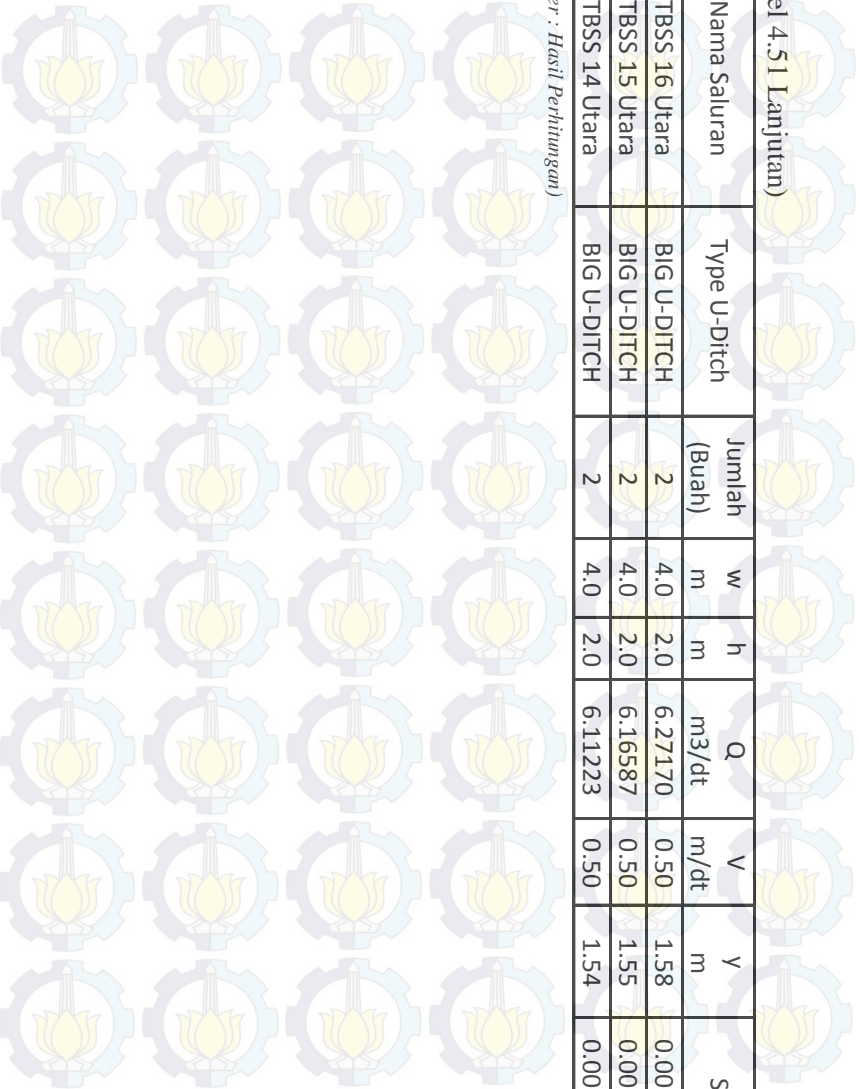 el 4.51 Lanjutan)
Nama Saluran Type U-Ditch Jumlah (Buah) w m h m Q m3/dt V m/dt y m S
TBSS 16 Utara BIG U-DITCH 2 4.0 2.0 6.27170 0.50 1.58 0.00
TBSS 15 Utara BIG U-DITCH 2 4.0 2.0 6.16587 0.50 1.55 0.00
TBSS 14 Utara BIG U-DITCH 2 4.0 2.0 6.11223 0.50 1.54 0.00
er : Hasil Perhitungan)